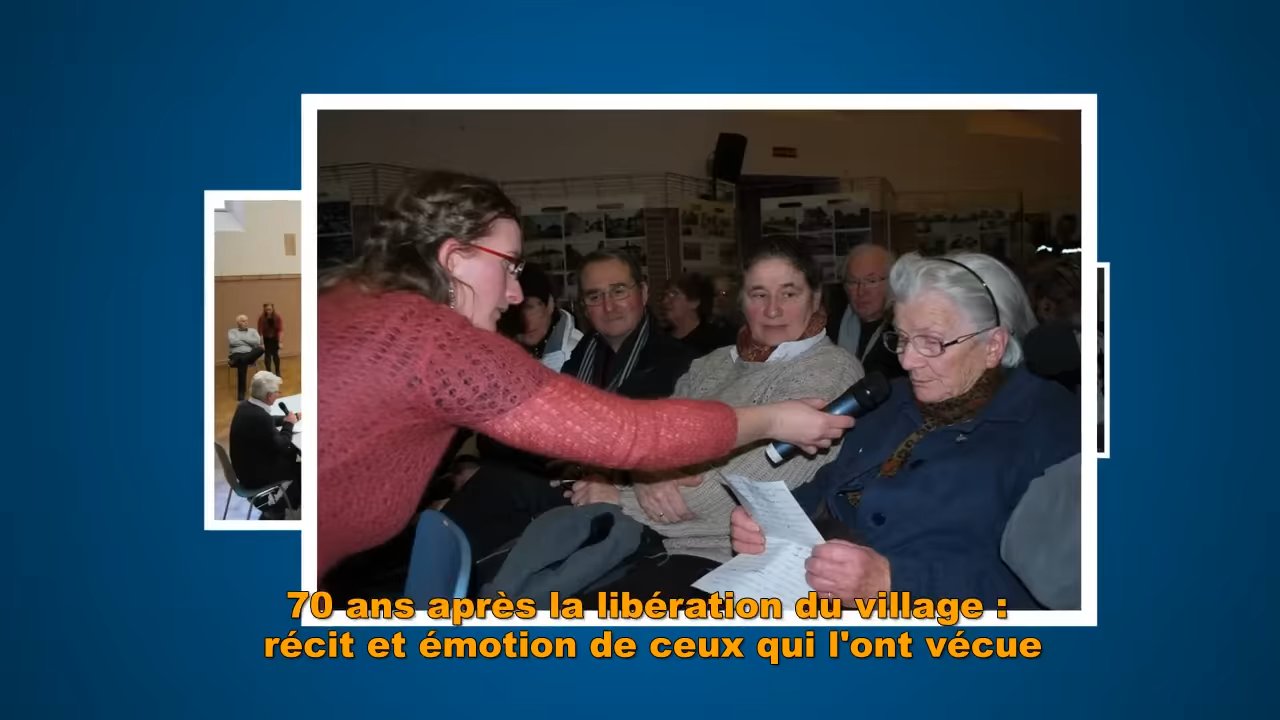 70 ans après la libération du village :
récit et émotion de ceux qui l'ont vécue